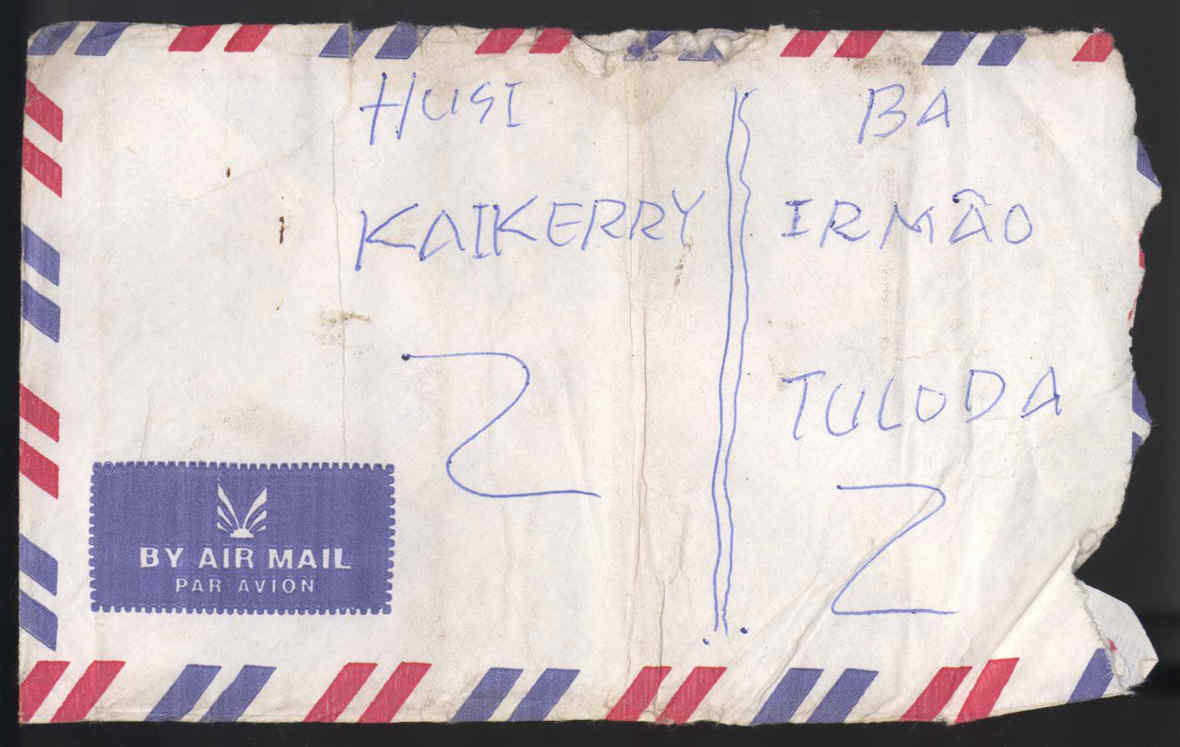 HUSI
KAIKERRY
BA
IRMÃO
TULODA
BY AIR MAIL
PAR AVION